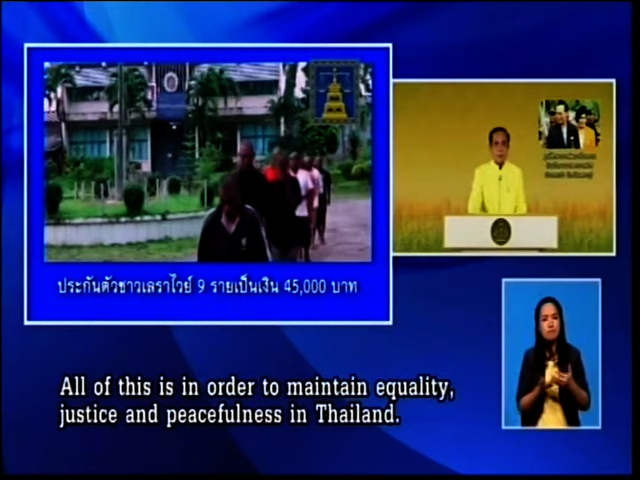 ประกันตัวชาวเลราไวย์ 9 รายเป็นเงิน 45,000 บาท
All of this is in order to maintain equality,
justice and peacefulness in Thailand.